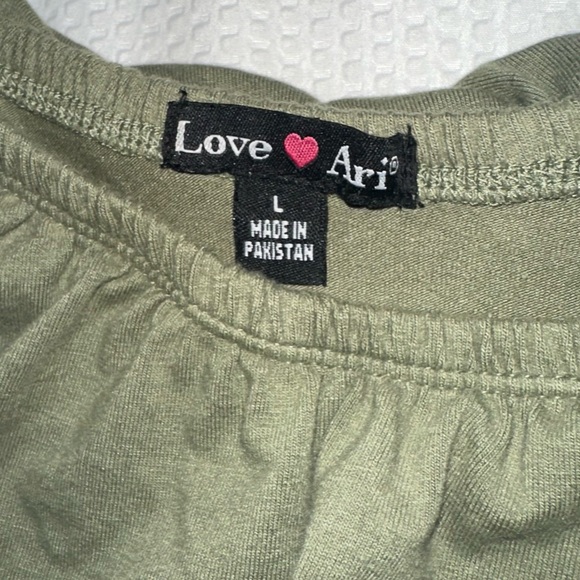 Love ♥ Ari®
L
MADE IN
PAKISTAN